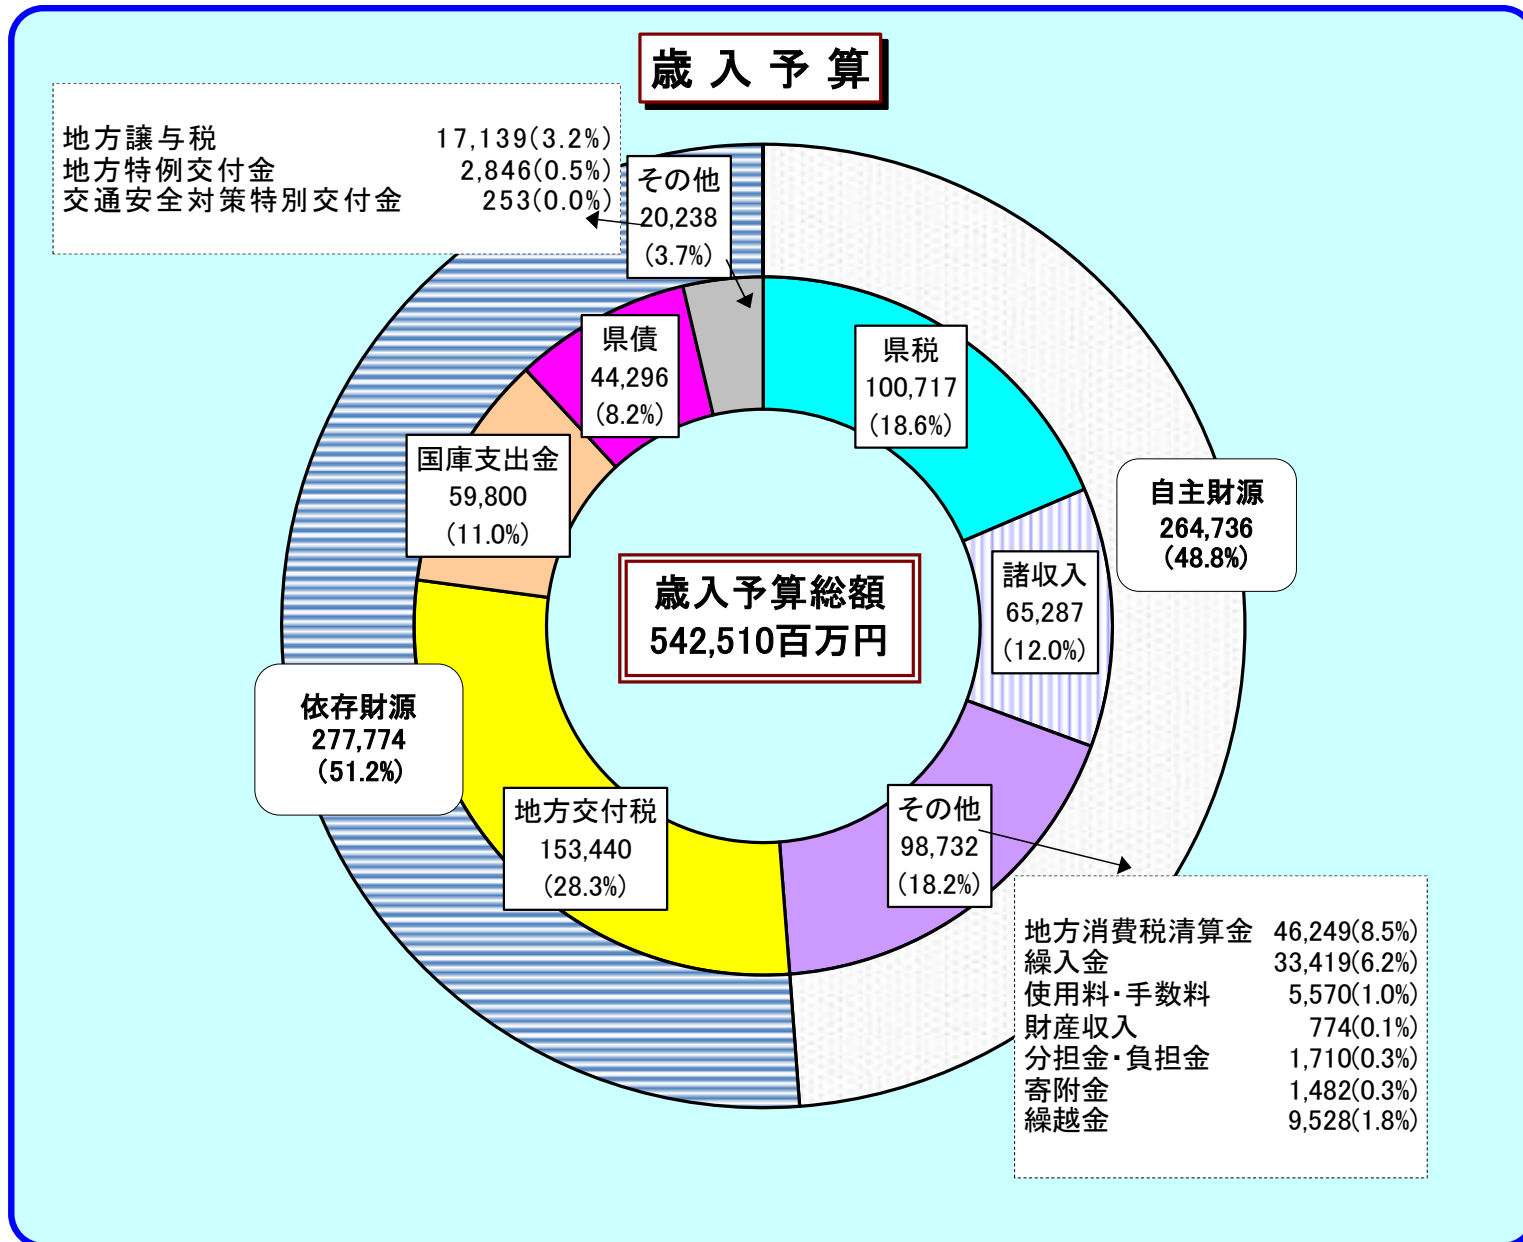 歳入予算
地方譲与税 17,139(3.2%)
地方特例交付金 2,846(0.5%)
交通安全対策特別交付金 253(0.0%)
その他
20,238
(3.7%)
県債
44,296
(8.2%)
県税
100,717
(18.6%)
国庫支出金
59,800
(11.0%)
自主財源
264,736
(48.8%)
諸収入
65,287
(12.0%)
歳入予算総額
542,510百万円
依存財源
277,774
(51.2%)
地方交付税
153,440
(28.3%)
その他
98,732
(18.2%)
地方消費税清算金 46,249(8.5%)
繰入金 33,419(6.2%)
使用料・手数料 5,570(1.0%)
財産収入 774(0.1%)
分担金・負担金 1,710(0.3%)
寄附金 1,482(0.3%)
繰越金 9,528(1.8%)